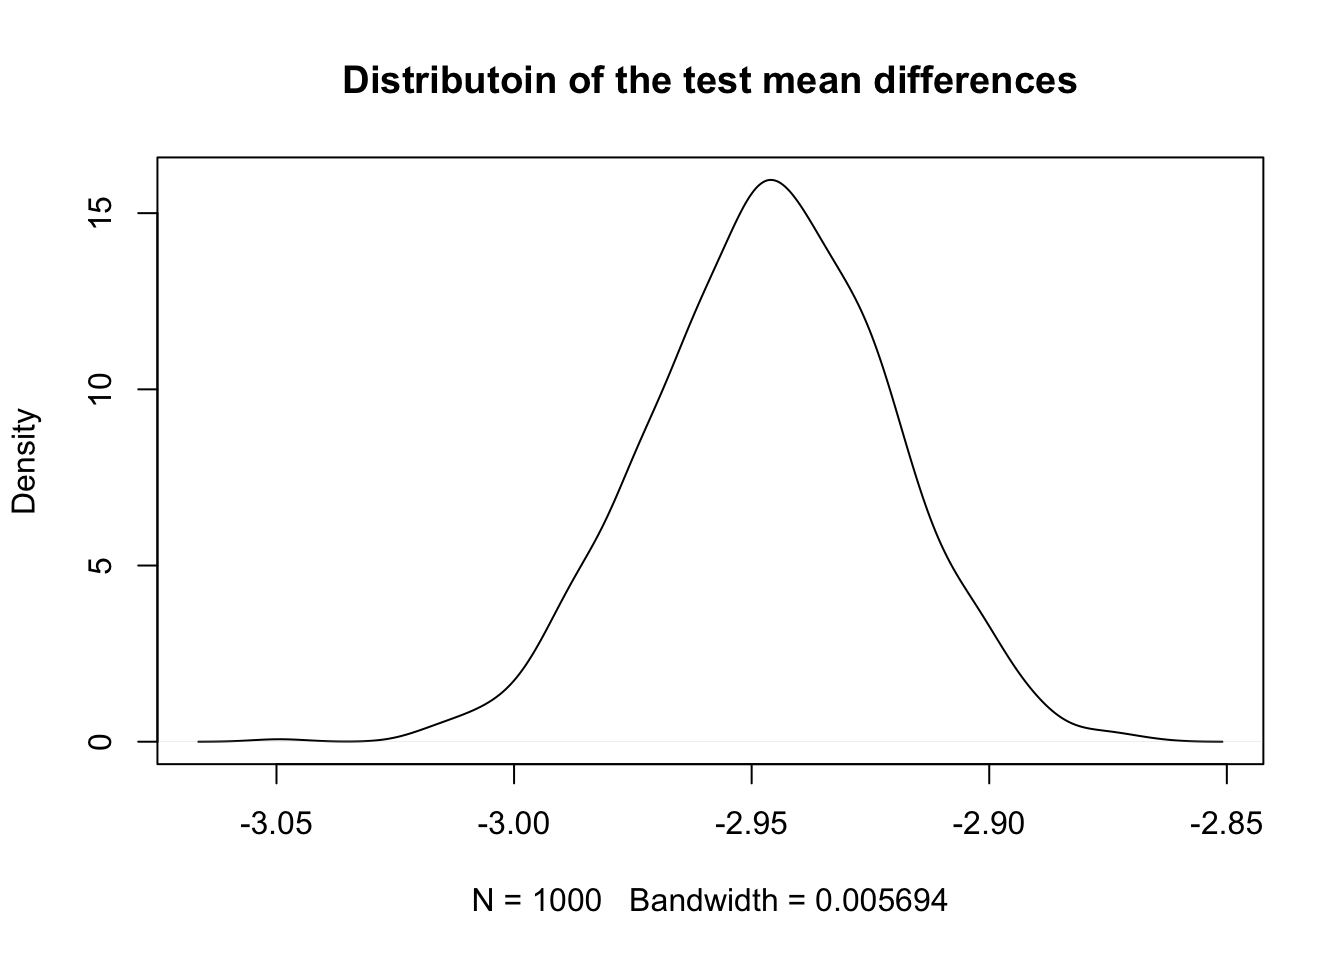 Distributoin of the test mean differences
Density
15
10
5
0
-3.05 -3.00 -2.95 -2.90 -2.85
N = 1000 Bandwidth = 0.005694